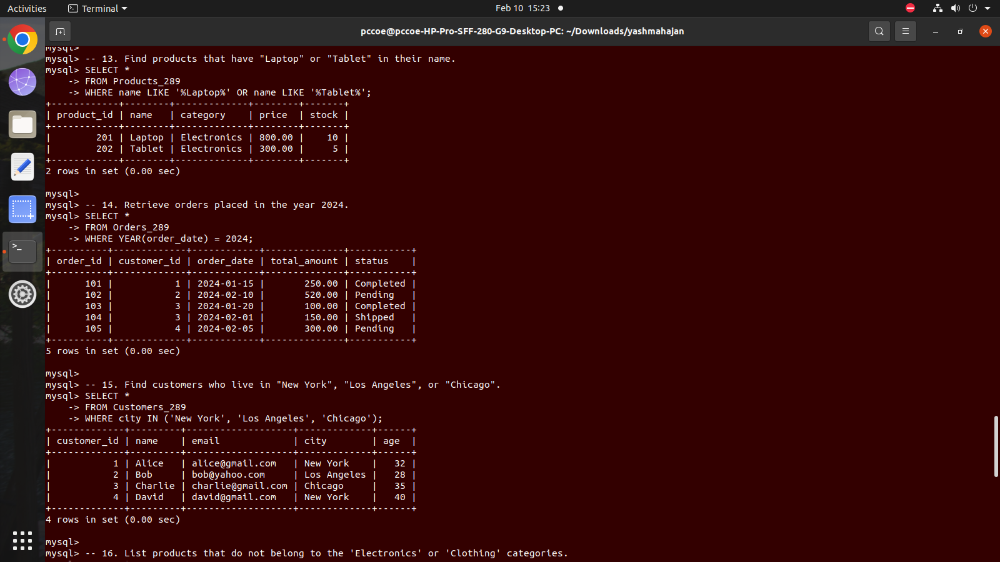 Activities
Terminal
Feb 10 15:23
pccoe@pccoe-HP-Pro-SFF-280-G9-Desktop-PC: ~/Downloads/yashmahajan
mysql>
mysql> -- 13. Find products that have "Laptop" or "Tablet" in their name.
mysql> SELECT *
    -> FROM Products_289
    -> WHERE name LIKE '%Laptop%' OR name LIKE '%Tablet%';
+------------+--------+-------------+--------+-------+
| product_id | name   | category    | price  | stock |
+------------+--------+-------------+--------+-------+
|        201 | Laptop | Electronics | 800.00 |    10 |
|        202 | Tablet | Electronics | 300.00 |     5 |
+------------+--------+-------------+--------+-------+
2 rows in set (0.00 sec)
mysql>
mysql> -- 14. Retrieve orders placed in the year 2024.
mysql> SELECT *
    -> FROM Orders_289
    -> WHERE YEAR(order_date) = 2024;
+----------+-------------+------------+--------------+-----------+
| order_id | customer_id | order_date | total_amount | status    |
+----------+-------------+------------+--------------+-----------+
|      101 |           1 | 2024-01-15 |       250.00 | Completed |
|      102 |           2 | 2024-02-10 |       520.00 | Pending   |
|      103 |           3 | 2024-01-20 |       100.00 | Completed |
|      104 |           3 | 2024-02-01 |       150.00 | Shipped   |
|      105 |           4 | 2024-02-05 |       300.00 | Pending   |
+----------+-------------+------------+--------------+-----------+
5 rows in set (0.00 sec)
mysql>
mysql> -- 15. Find customers who live in "New York", "Los Angeles", or "Chicago".
mysql> SELECT *
    -> FROM Customers_289
    -> WHERE city IN ('New York', 'Los Angeles', 'Chicago');
+-------------+---------+-------------------+-------------+------+
| customer_id | name    | email             | city        | age  |
+-------------+---------+-------------------+-------------+------+
|           1 | Alice   | alice@gmail.com   | New York    |   32 |
|           2 | Bob     | bob@yahoo.com     | Los Angeles |   28 |
|           3 | Charlie | charlie@gmail.com | Chicago     |   35 |
|           4 | David   | david@gmail.com   | New York    |   40 |
+-------------+---------+-------------------+-------------+------+
4 rows in set (0.00 sec)
mysql>
mysql> -- 16. List products that do not belong to the 'Electronics' or 'Clothing' categories.